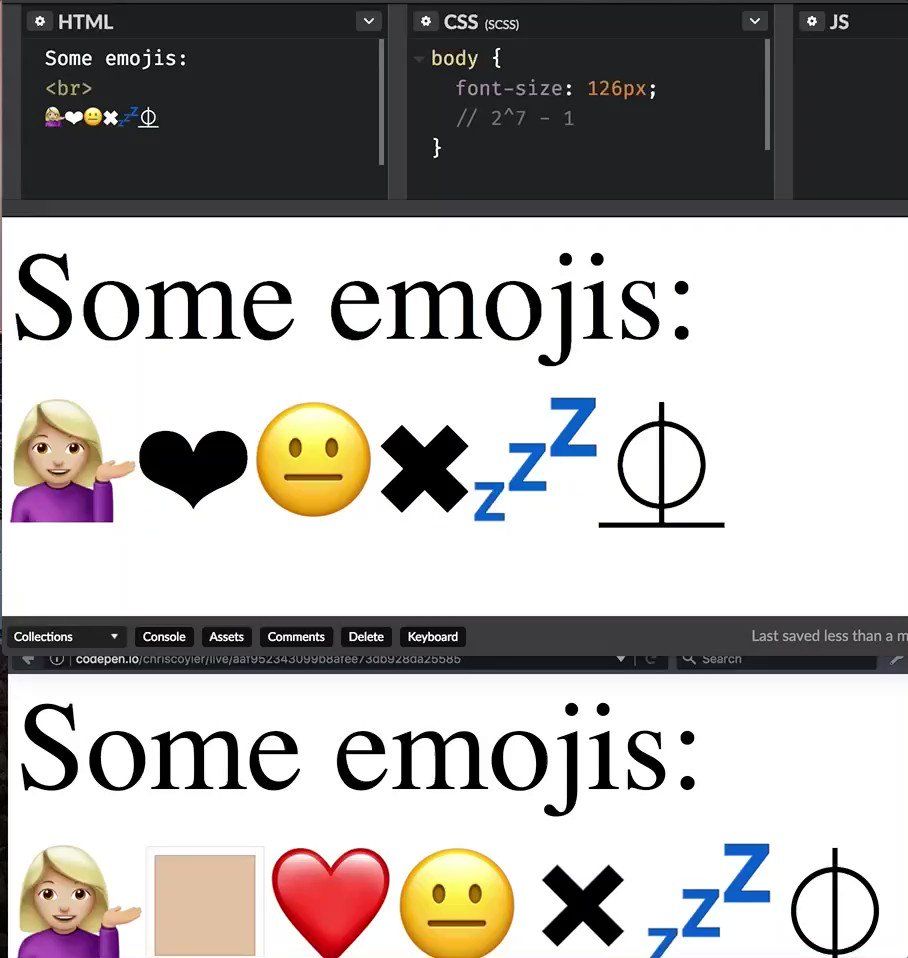 HTML
Some emojis:
<br>
💁🏼❤😐✖💤⏂
CSS (SCSS)
body {
font-size: 126px;
// 2^7 - 1
}
JS
Some emojis:
💁🏼❤😐✖💤⏂
Collections
Console
Assets
Comments
Delete
Keyboard
Last saved less than a m
codepen.io/chriscoyier/live/aaf952343099b8afee73db928da25585
Search
Some emojis:
💁🏼🏼❤️😐✖💤⏂